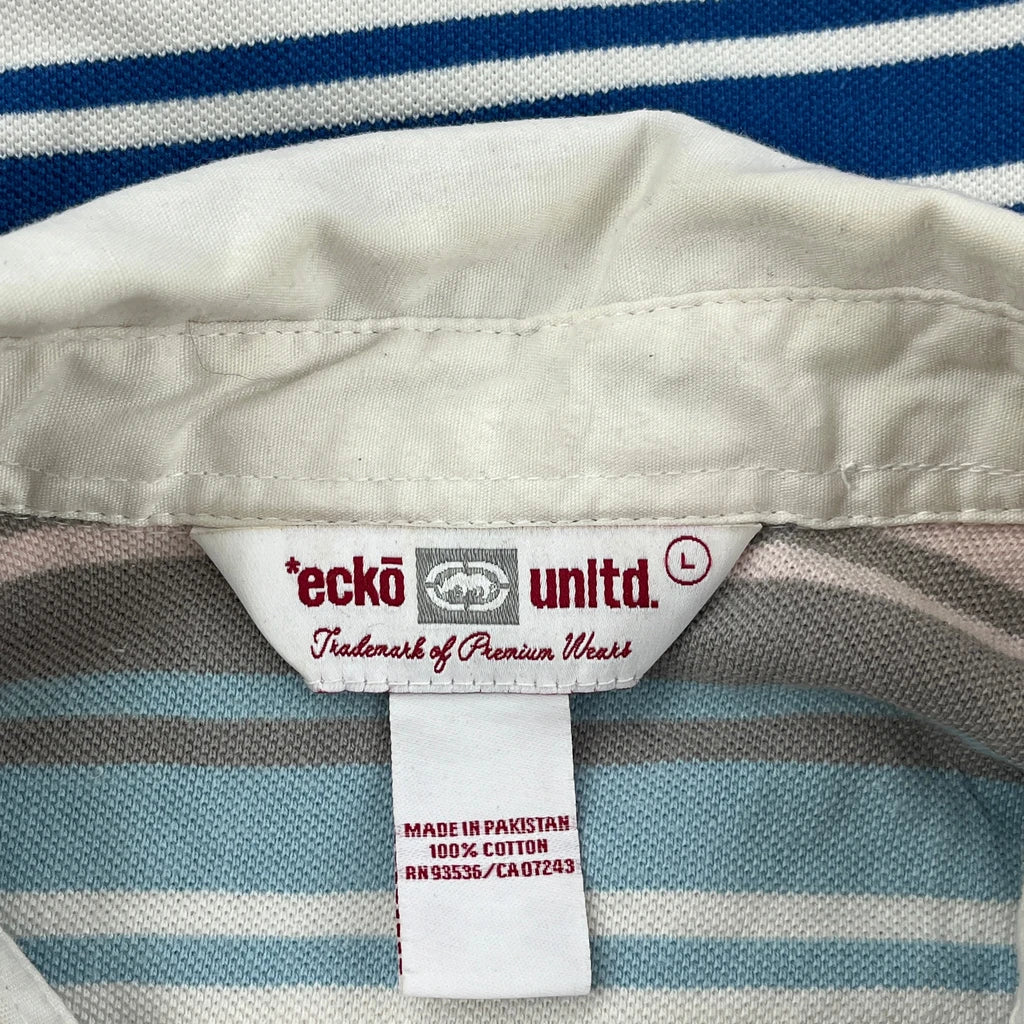 *eckō unltd. L
Trademark of Premium Wears
MADE IN PAKISTAN
100% COTTON
RN 93536/CA 07243